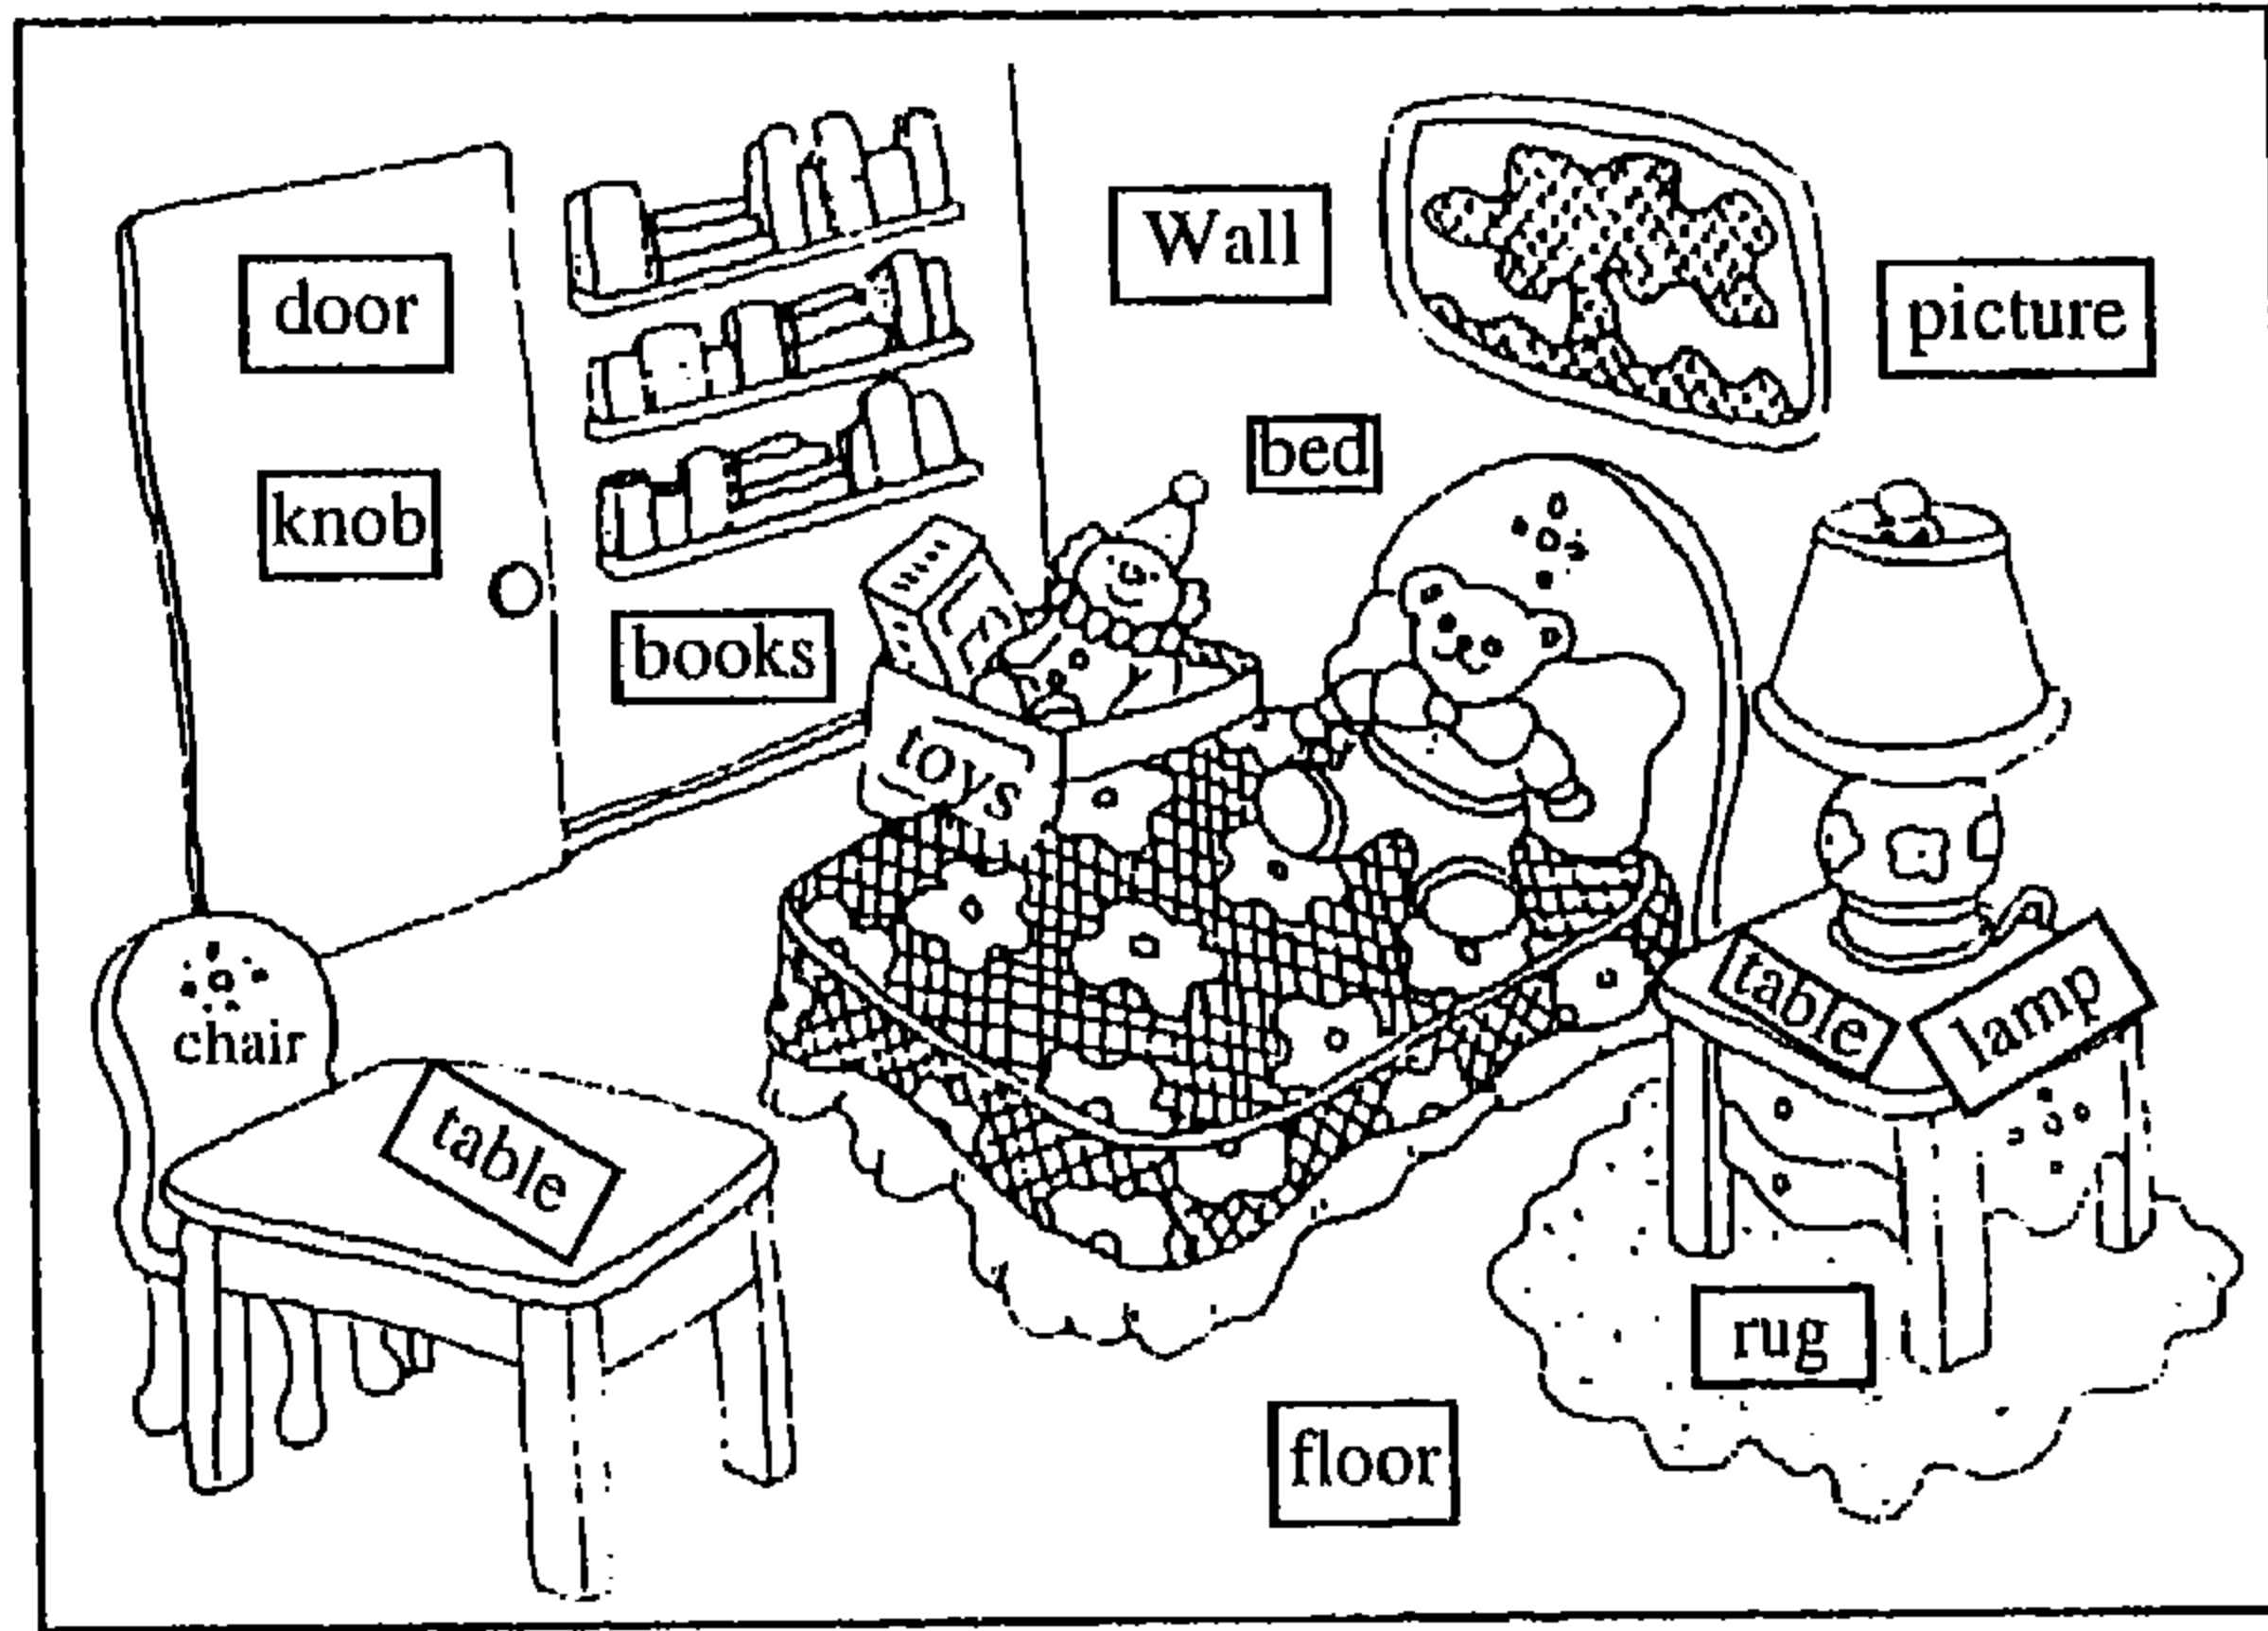 Wall
door
picture
bed
knob
books
toys
table
lamp
chair
table
rug
floor